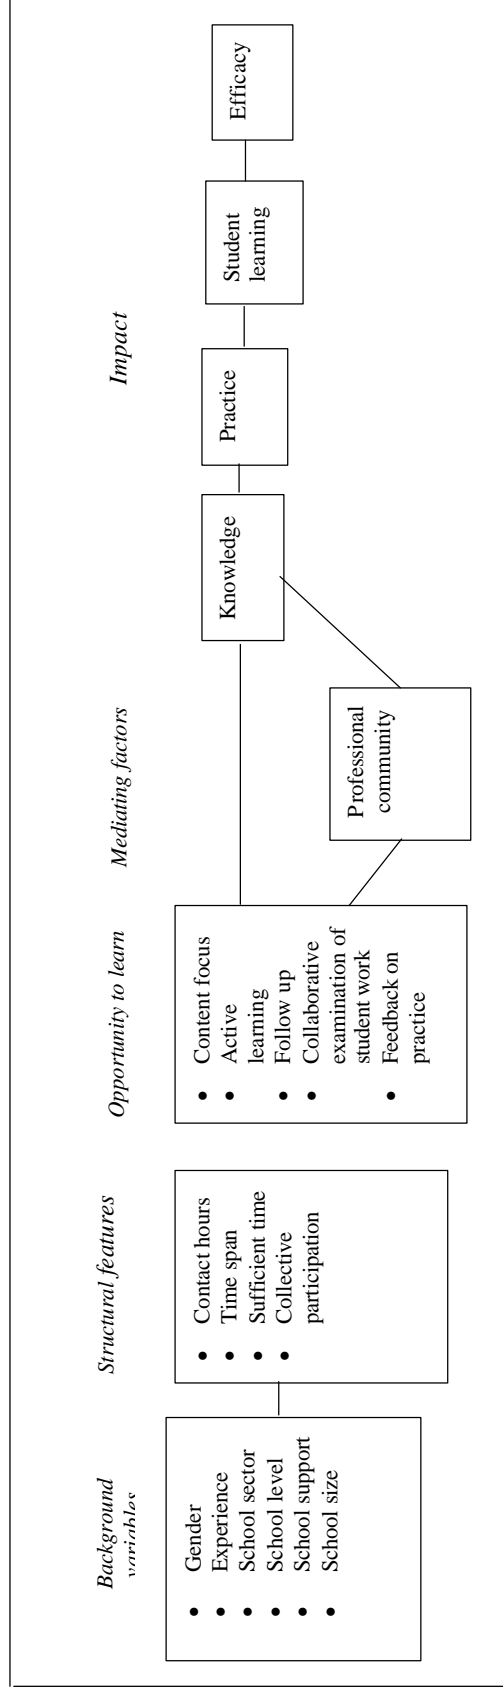 Background
variables
Structural features
Opportunity to learn
Mediating factors
Impact
• Gender
• Experience
• School sector
• School level
• School support
• School size
• Contact hours
• Time span
• Sufficient time
• Collective
participation
• Content focus
• Active
learning
• Follow up
• Collaborative
examination of
student work
• Feedback on
practice
Professional
community
Knowledge
Practice
Student
learning
Efficacy